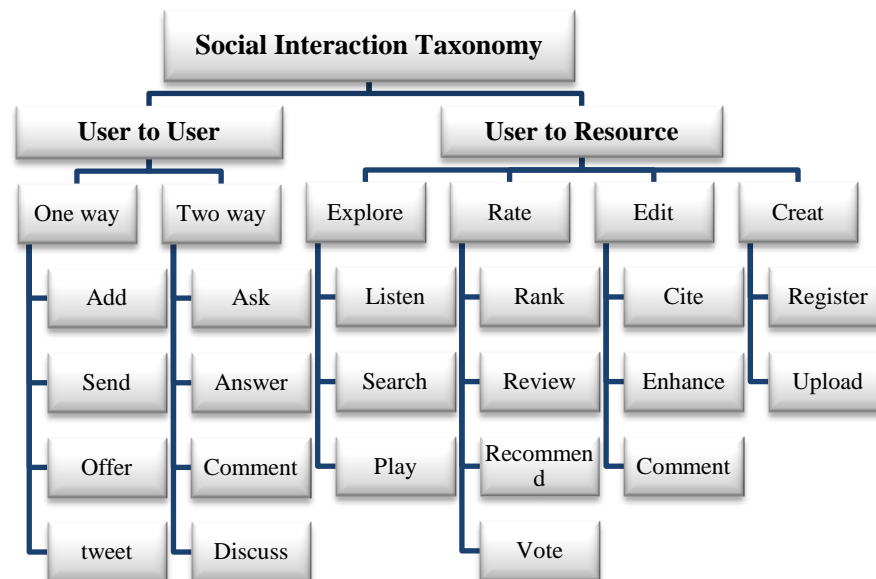 Social Interaction Taxonomy
User to User
User to Resource
One way
Two way
Explore
Rate
Edit
Creat
Add
Ask
Listen
Rank
Cite
Register
Send
Answer
Search
Review
Enhance
Upload
Offer
Comment
Play
Recommen
d
Comment
tweet
Discuss
Vote